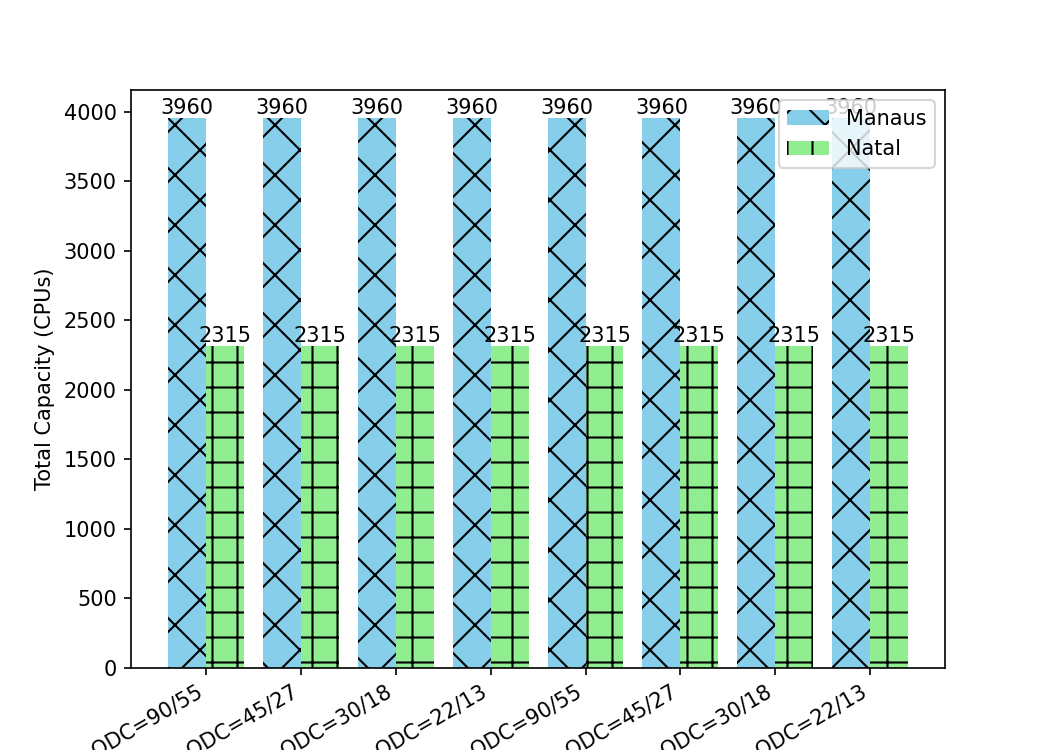 3960 3960 3960 3960 3960 3960 3960 3960
Manaus
Natal
2315 2315 2315 2315 2315 2315 2315 2315
4000
3500
3000
2500
2000
1500
1000
500
0
Total Capacity (CPUs)
ODC=90/55 ODC=45/27 ODC=30/18 ODC=22/13 ODC=90/55 ODC=45/27 ODC=30/18 ODC=22/13